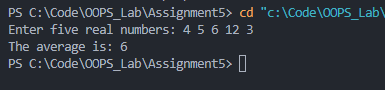 PS C:\Code\OOPS_Lab\Assignment5> cd "c:\Code\OOPS_Lab\
Enter five real numbers: 4 5 6 12 3
The average is: 6
PS C:\Code\OOPS_Lab\Assignment5>